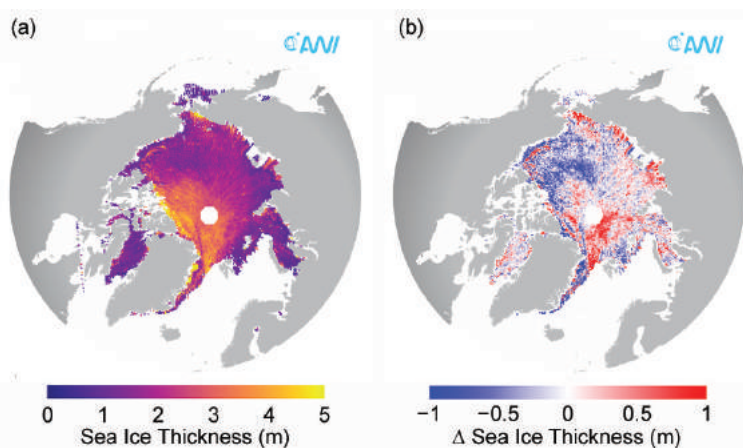 (a)
AWI
0 1 2 3 4 5
Sea Ice Thickness (m)
(b)
AWI
−1 −0.5 0 0.5 1
Δ Sea Ice Thickness (m)